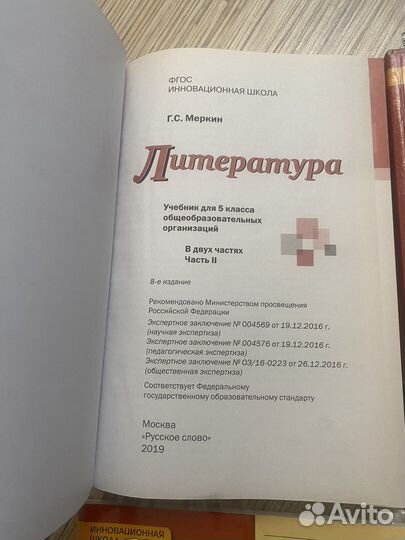 ФГОС
ИННОВАЦИОННАЯ ШКОЛА
Г.С. Меркин
Литература
Учебник для 5 класса
общеобразовательных
организаций
В двух частях
Часть II
8-е издание
Рекомендовано Министерством просвещения
Российской Федерации
Экспертное заключение № 004569 от 19.12.2016 г.
(научная экспертиза)
Экспертное заключение № 004576 от 19.12.2016 г.
(педагогическая экспертиза)
Экспертное заключение № 03/16-0223 от 26.12.2016 г.
(общественная экспертиза)
Соответствует Федеральному
государственному образовательному стандарту
Москва
«Русское слово»
2019
ИННОВАЦИОННАЯ
ШКОЛА
Avito